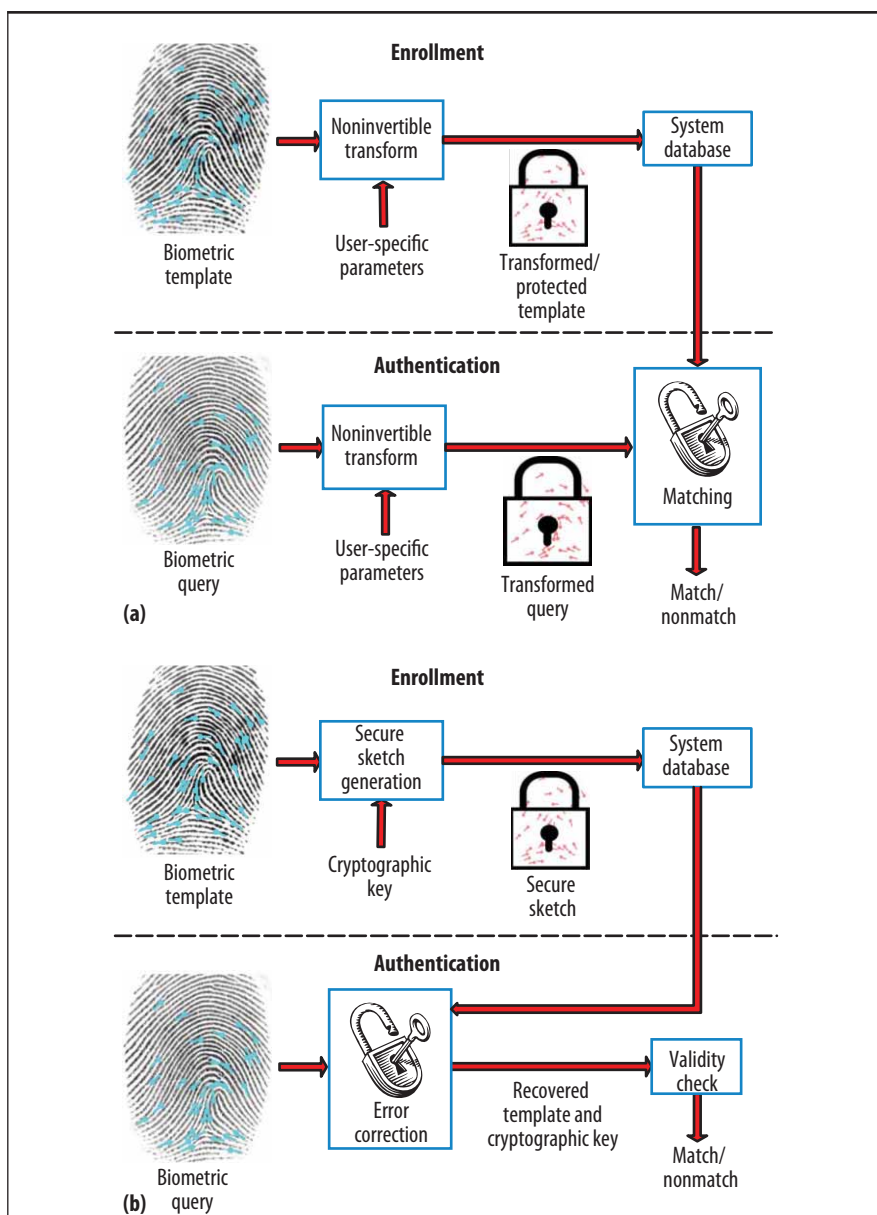 Enrollment
Biometric
template
Noninvertible
transform
User-specific
parameters
Transformed/
protected
template
System
database
Authentication
Biometric
query
Noninvertible
transform
User-specific
parameters
Transformed
query
Matching
Match/
nonmatch
(a)
Enrollment
Biometric
template
Secure
sketch
generation
Cryptographic
key
Secure
sketch
System
database
Authentication
Biometric
query
Error
correction
Recovered
template and
cryptographic key
Validity
check
Match/
nonmatch
(b)